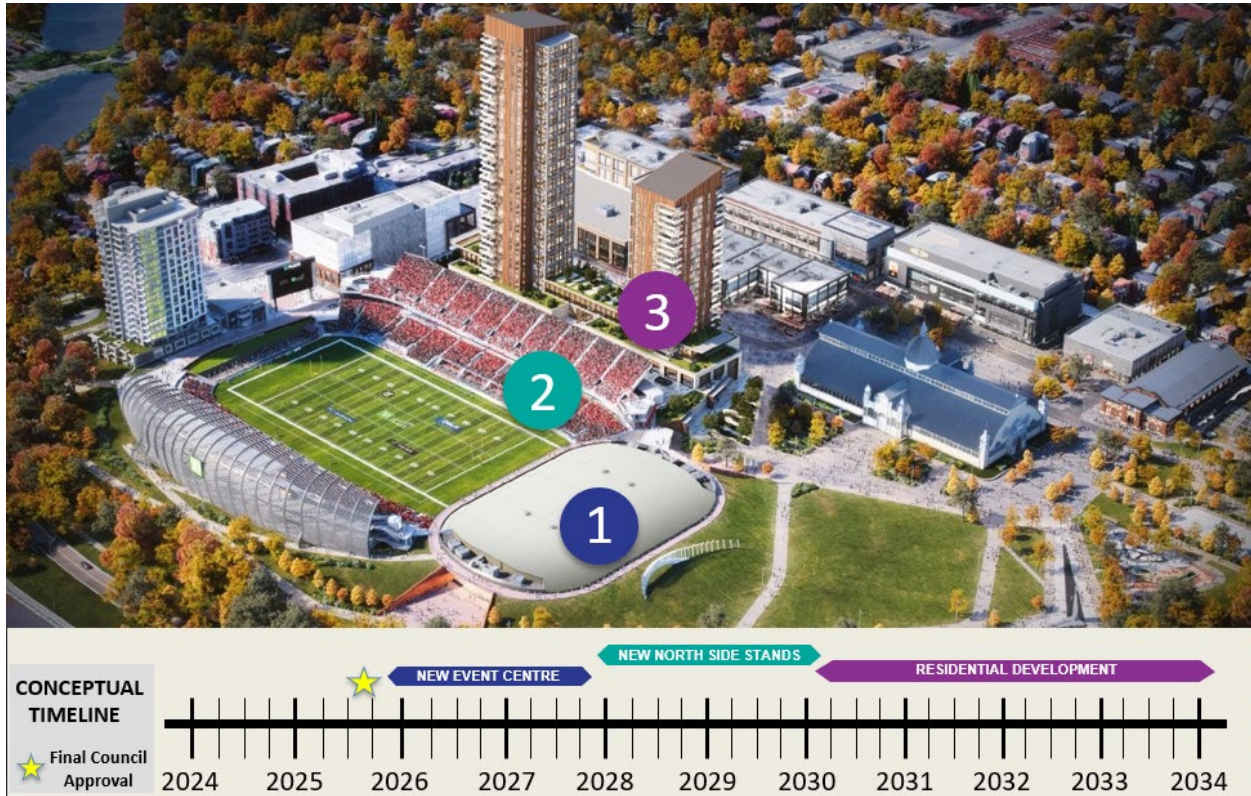 3
2
1
NEW NORTH SIDE STANDS
NEW EVENT CENTRE
RESIDENTIAL DEVELOPMENT
CONCEPTUAL
TIMELINE
Final Council
Approval
2024 2025 2026 2027 2028 2029 2030 2031 2032 2033 2034